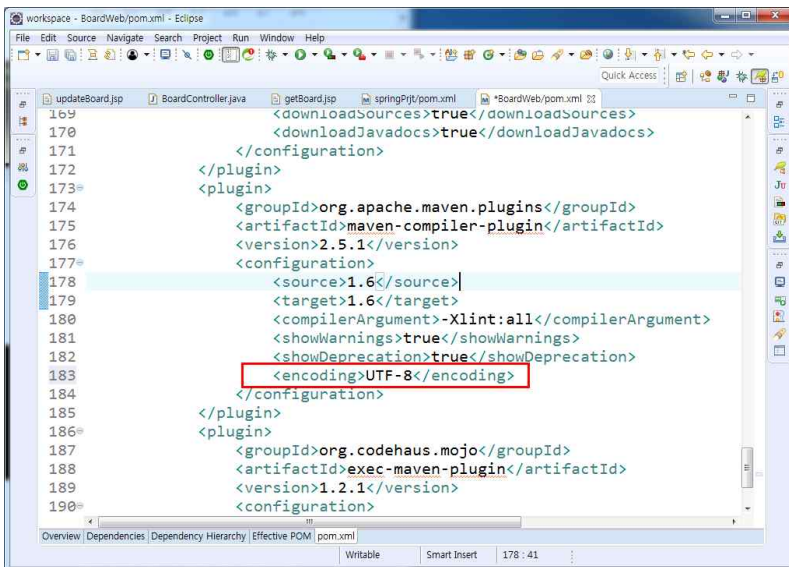 workspace - BoardWeb/pom.xml - Eclipse
File Edit Source Navigate Search Project Run Window Help
Quick Access
updateBoard.jsp BoardController.java getBoard.jsp springPrjt/pom.xml *BoardWeb/pom.xml
169 <downloadSources>true</downloadSources>
170 <downloadJavadocs>true</downloadJavadocs>
171 </configuration>
172 </plugin>
173 <plugin>
174 <groupId>org.apache.maven.plugins</groupId>
175 <artifactId>maven-compiler-plugin</artifactId>
176 <version>2.5.1</version>
177 <configuration>
178 <source>1.6</source>
179 <target>1.6</target>
180 <compilerArgument>-Xlint:all</compilerArgument>
181 <showWarnings>true</showWarnings>
182 <showDeprecation>true</showDeprecation>
183 <encoding>UTF-8</encoding>
184 </configuration>
185 </plugin>
186 <plugin>
187 <groupId>org.codehaus.mojo</groupId>
188 <artifactId>exec-maven-plugin</artifactId>
189 <version>1.2.1</version>
190 <configuration>
Overview Dependencies Dependency Hierarchy Effective POM pom.xml
Writable Smart Insert 178 : 41